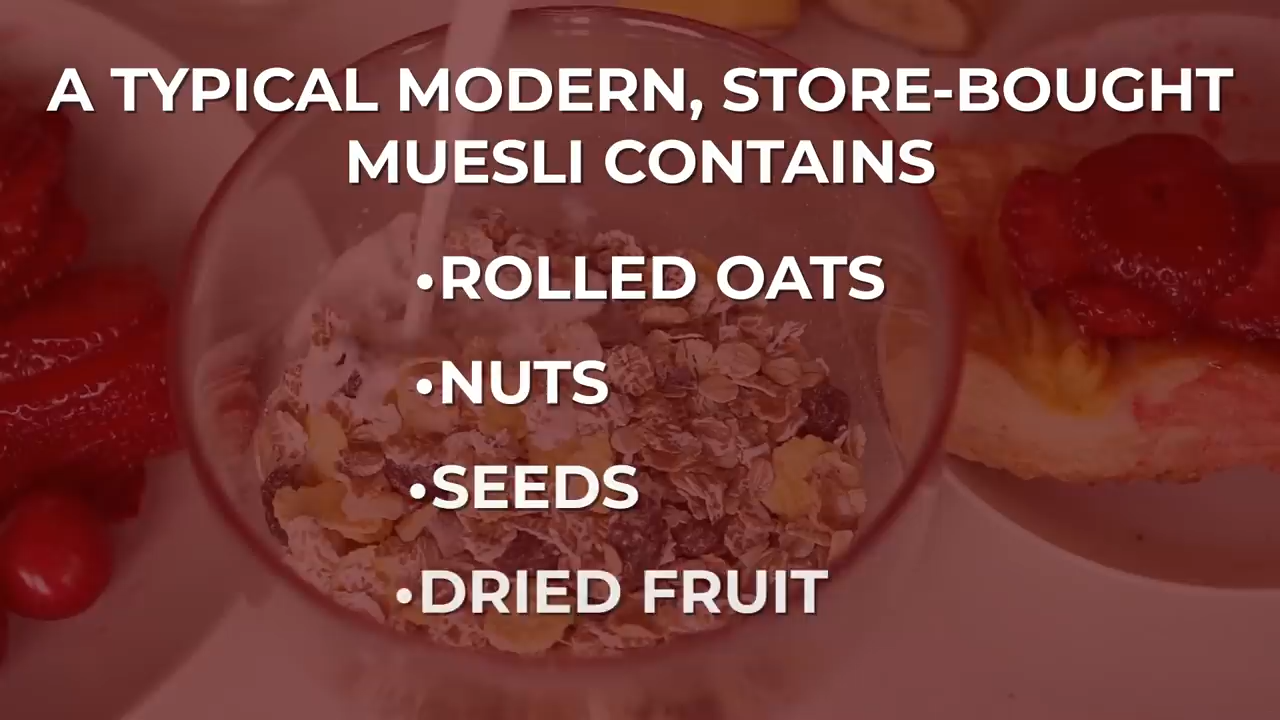 A TYPICAL MODERN, STORE-BOUGHT
MUESLI CONTAINS
•ROLLED OATS
•NUTS
•SEEDS
•DRIED FRUIT